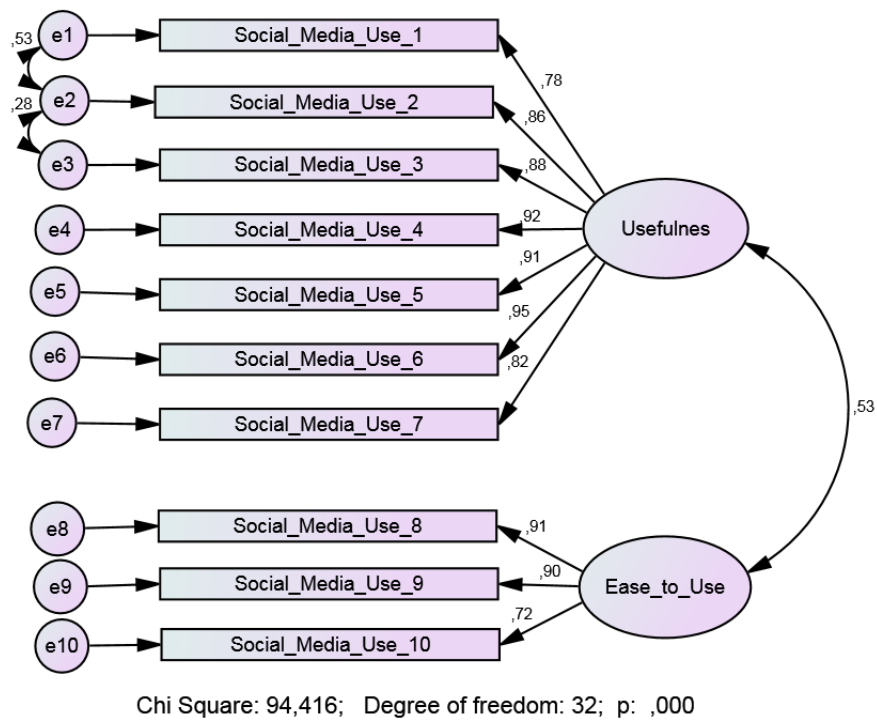 e1
Social_Media_Use_1
,53
,78
e2
Social_Media_Use_2
,28
,86
e3
Social_Media_Use_3
,88
e4
Social_Media_Use_4
,92
Usefulnes
e5
Social_Media_Use_5
,91
e6
Social_Media_Use_6
,95
e7
Social_Media_Use_7
,82
,53
e8
Social_Media_Use_8
,91
e9
Social_Media_Use_9
,90
Ease_to_Use
e10
Social_Media_Use_10
,72
Chi Square: 94,416; Degree of freedom: 32; p: ,000